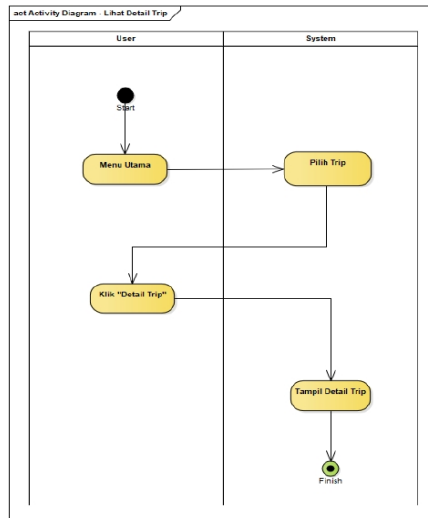 act Activity Diagram - Lihat Detail Trip
User
System
Start
Menu Utama
Pilih Trip
Klik "Detail Trip"
Tampil Detail Trip
Finish